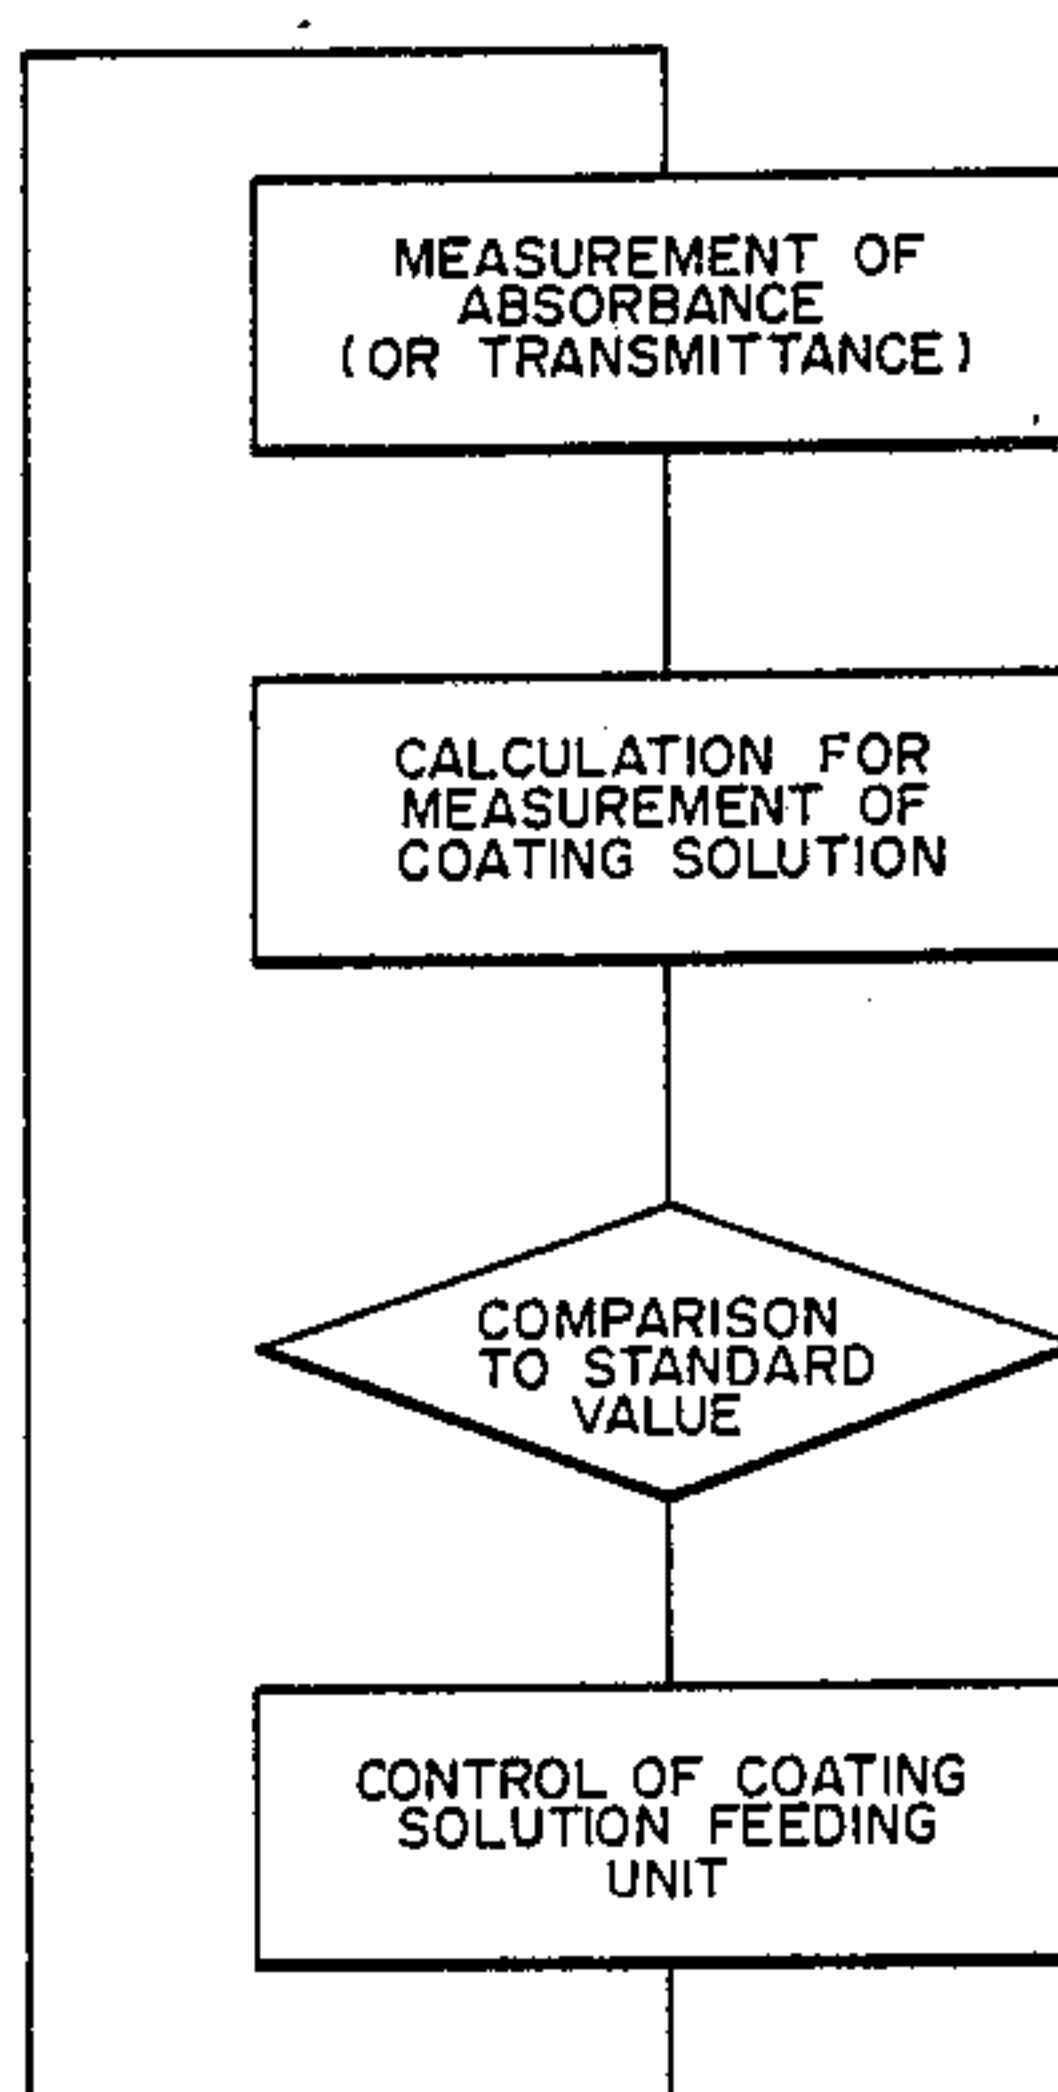 MEASUREMENT OF
ABSORBANCE
(OR TRANSMITTANCE)
CALCULATION FOR
MEASUREMENT OF
COATING SOLUTION
COMPARISON
TO STANDARD
VALUE
CONTROL OF COATING
SOLUTION FEEDING
UNIT